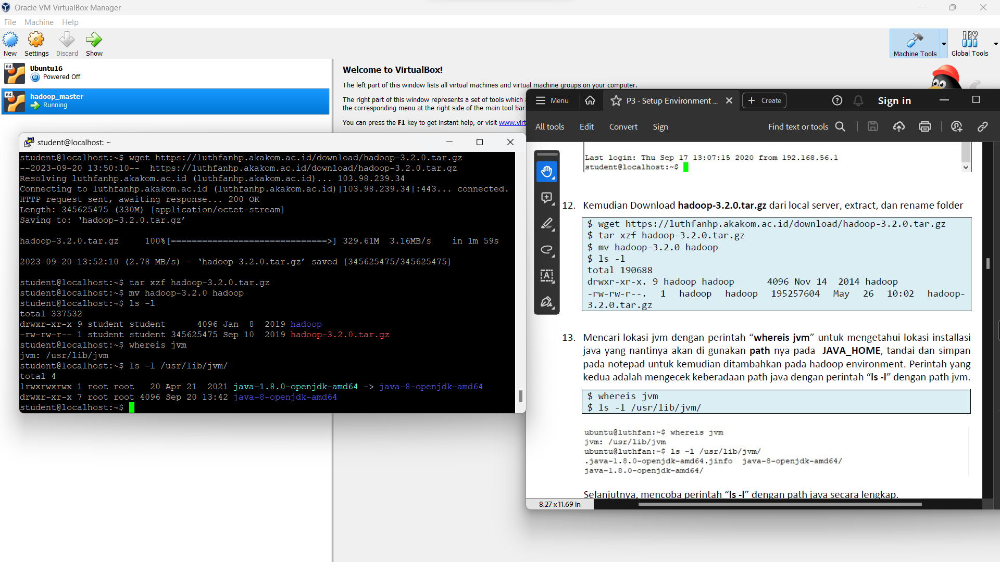 Oracle VM VirtualBox Manager
File Machine Help
New Settings Discard Show
Machine Tools Global Tools
64
Ubuntu16
Powered Off
64
hadoop_master
Running
Welcome to VirtualBox!
The left part of this window lists all virtual machines and virtual machine groups on your computer.
The right part of this window represents a set of tools which
the corresponding menu at the right side of the main tool bar
You can press the F1 key to get instant help, or visit www.virt
student@localhost: ~
student@localhost:~$ wget https://luthfanhp.akakom.ac.id/download/hadoop-3.2.0.tar.gz
--2023-09-20 13:50:10-- https://luthfanhp.akakom.ac.id/download/hadoop-3.2.0.tar.gz
Resolving luthfanhp.akakom.ac.id (luthfanhp.akakom.ac.id)... 103.98.239.34
Connecting to luthfanhp.akakom.ac.id (luthfanhp.akakom.ac.id)|103.98.239.34|:443... connected.
HTTP request sent, awaiting response... 200 OK
Length: 345625475 (330M) [application/octet-stream]
Saving to: ‘hadoop-3.2.0.tar.gz’
hadoop-3.2.0.tar.gz 100%[==============================>] 329.61M 3.16MB/s in 1m 59s
2023-09-20 13:52:10 (2.78 MB/s) - ‘hadoop-3.2.0.tar.gz’ saved [345625475/345625475]
student@localhost:~$ tar xzf hadoop-3.2.0.tar.gz
student@localhost:~$ mv hadoop-3.2.0 hadoop
student@localhost:~$ ls -l
total 337532
drwxr-xr-x 9 student student 4096 Jan 8 2019 hadoop
-rw-rw-r-- 1 student student 345625475 Sep 10 2019 hadoop-3.2.0.tar.gz
student@localhost:~$ whereis jvm
jvm: /usr/lib/jvm
student@localhost:~$ ls -l /usr/lib/jvm/
total 4
lrwxrwxrwx 1 root root 20 Apr 21 2021 java-1.8.0-openjdk-amd64 -> java-8-openjdk-amd64
drwxr-xr-x 7 root root 4096 Sep 20 13:42 java-8-openjdk-amd64
student@localhost:~$
Menu P3 - Setup Environment ... Create Sign in
All tools Edit Convert Sign Find text or tools
Last login: Thu Sep 17 13:07:15 2020 from 192.168.56.1
student@localhost:~$
12. Kemudian Download hadoop-3.2.0.tar.gz dari local server, extract, dan rename folder
$ wget https://luthfanhp.akakom.ac.id/download/hadoop-3.2.0.tar.gz
$ tar xzf hadoop-3.2.0.tar.gz
$ mv hadoop-3.2.0 hadoop
$ ls -l
total 190688
drwxr-xr-x. 9 hadoop hadoop 4096 Nov 14 2014 hadoop
-rw-rw-r--. 1 hadoop hadoop 195257604 May 26 10:02 hadoop-
3.2.0.tar.gz
13. Mencari lokasi jvm dengan perintah “whereis jvm” untuk mengetahui lokasi installasi
java yang nantinya akan di gunakan path nya pada JAVA_HOME, tandai dan simpan
pada notepad untuk kemudian ditambahkan pada hadoop environment. Perintah yang
kedua adalah mengecek keberadaan path java dengan perintah “ls -l” dengan path jvm.
$ whereis jvm
$ ls -l /usr/lib/jvm/
ubuntu@luthfan:~$ whereis jvm
jvm: /usr/lib/jvm
ubuntu@luthfan:~$ ls -l /usr/lib/jvm/
.java-1.8.0-openjdk-amd64.jinfo java-8-openjdk-amd64/
java-1.8.0-openjdk-amd64/
Selanjutnya, mencoba perintah “ls -l” dengan path java secara lengkap.
8.27 x 11.69 in